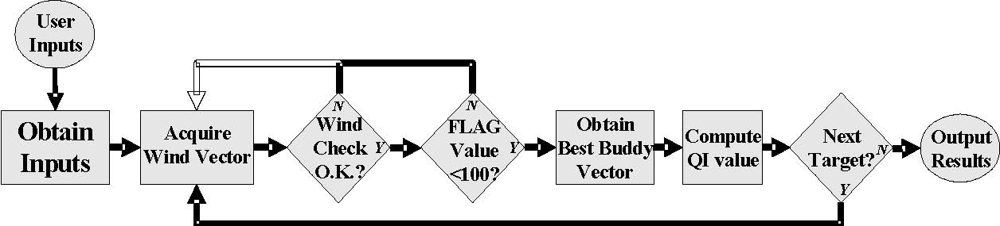 User
Inputs
Obtain
Inputs
Acquire
Wind Vector
N
Wind
Check
O.K.?
Y
N
FLAG
Value
<100?
Y
Obtain
Best Buddy
Vector
Compute
QI value
Next
Target?
N
Y
Output
Results